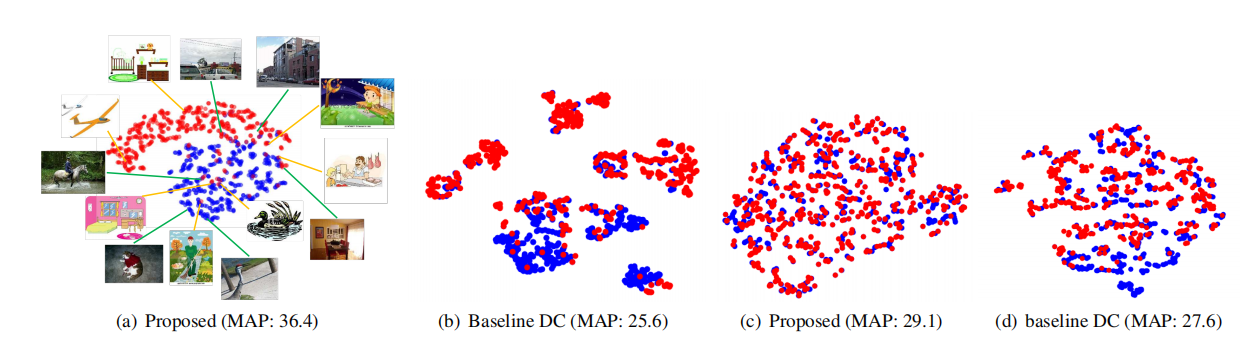 (a) Proposed (MAP: 36.4)
(b) Baseline DC (MAP: 25.6)
(c) Proposed (MAP: 29.1)
(d) baseline DC (MAP: 27.6)